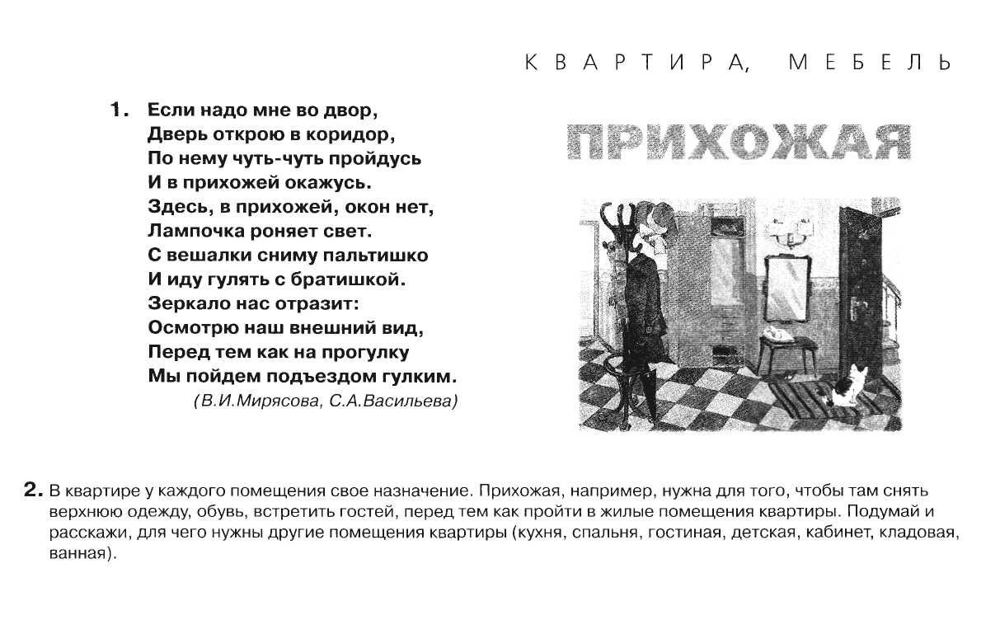 КВАРТИРА, МЕБЕЛЬ
1. Если надо мне во двор,
Дверь открою в коридор,
По нему чуть-чуть пройдусь
И в прихожей окажусь.
Здесь, в прихожей, окон нет,
Лампочка роняет свет.
С вешалки сниму пальтишко
И иду гулять с братишкой.
Зеркало нас отразит:
Осмотрю наш внешний вид,
Перед тем как на прогулку
Мы пойдем подъездом гулким.
(В.И.Мирясова, С.А.Васильева)
ПРИХОЖАЯ
2. В квартире у каждого помещения свое назначение. Прихожая, например, нужна для того, чтобы там снять
верхнюю одежду, обувь, встретить гостей, перед тем как пройти в жилые помещения квартиры. Подумай и
расскажи, для чего нужны другие помещения квартиры (кухня, спальня, гостиная, детская, кабинет, кладовая,
ванная).